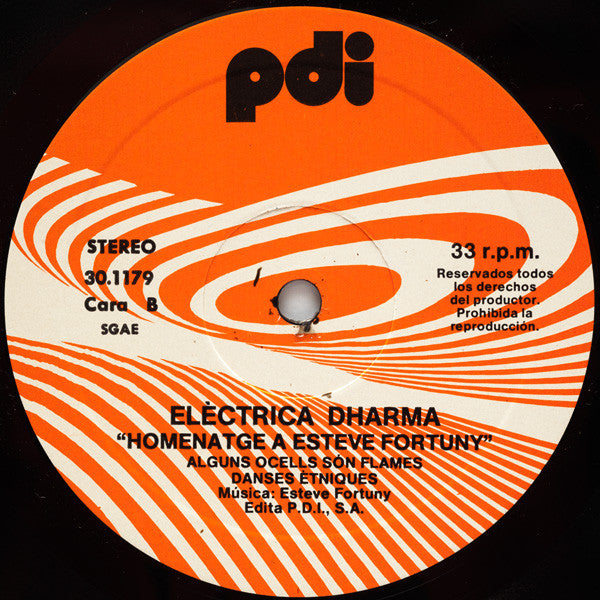 pdi
STEREO
30.1179
Cara B
SGAE
33 r.p.m.
Reservados todos
los derechos
del productor.
Prohibida la
reproducción.
ELÈCTRICA DHARMA
“HOMENATGE A ESTEVE FORTUNY”
ALGUNS OCELLS SÓN FLAMES
DANSES ÈTNIQUES
Música: Esteve Fortuny
Edita P.D.I., S.A.